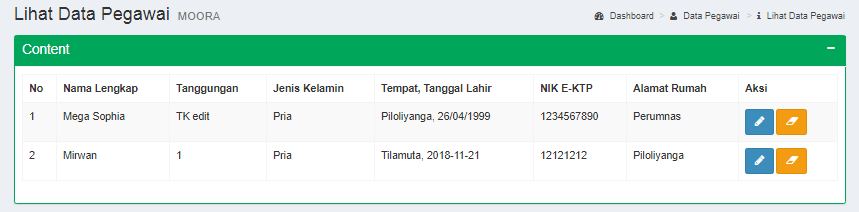 Lihat Data Pegawai MOORA
Dashboard > Data Pegawai > Lihat Data Pegawai
Content
No Nama Lengkap Tanggungan Jenis Kelamin Tempat, Tanggal Lahir NIK E-KTP Alamat Rumah Aksi
1 Mega Sophia TK edit Pria Piloliyanga, 26/04/1999 1234567890 Perumnas
2 Mirwan 1 Pria Tilamuta, 2018-11-21 12121212 Piloliyanga